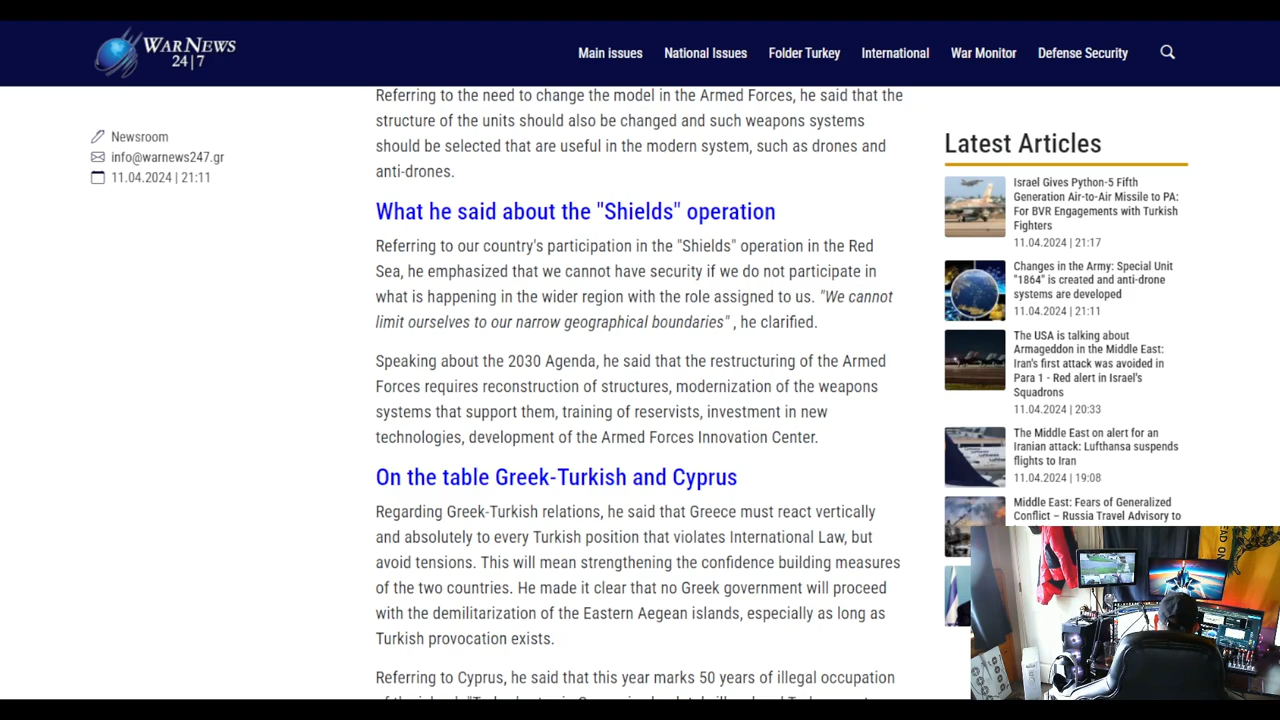 WARNEWS
24|7
Main issues
National Issues
Folder Turkey
International
War Monitor
Defense Security
Newsroom
info@warnews247.gr
11.04.2024 | 21:11
Referring to the need to change the model in the Armed Forces, he said that the
structure of the units should also be changed and such weapons systems
should be selected that are useful in the modern system, such as drones and
anti-drones.
What he said about the "Shields" operation
Referring to our country's participation in the "Shields" operation in the Red
Sea, he emphasized that we cannot have security if we do not participate in
what is happening in the wider region with the role assigned to us. "We cannot
limit ourselves to our narrow geographical boundaries" , he clarified.
Speaking about the 2030 Agenda, he said that the restructuring of the Armed
Forces requires reconstruction of structures, modernization of the weapons
systems that support them, training of reservists, investment in new
technologies, development of the Armed Forces Innovation Center.
On the table Greek-Turkish and Cyprus
Regarding Greek-Turkish relations, he said that Greece must react vertically
and absolutely to every Turkish position that violates International Law, but
avoid tensions. This will mean strengthening the confidence building measures
of the two countries. He made it clear that no Greek government will proceed
with the demilitarization of the Eastern Aegean islands, especially as long as
Turkish provocation exists.
Referring to Cyprus, he said that this year marks 50 years of illegal occupation
Latest Articles
Israel Gives Python-5 Fifth
Generation Air-to-Air Missile to PA:
For BVR Engagements with Turkish
Fighters
11.04.2024 | 21:17
Changes in the Army: Special Unit
"1864" is created and anti-drone
systems are developed
11.04.2024 | 21:11
The USA is talking about
Armageddon in the Middle East:
Iran's first attack was avoided in
Para 1 - Red alert in Israel's
Squadrons
11.04.2024 | 20:33
The Middle East on alert for an
Iranian attack: Lufthansa suspends
flights to Iran
11.04.2024 | 19:08
Middle East: Fears of Generalized
Conflict – Russia Travel Advisory to